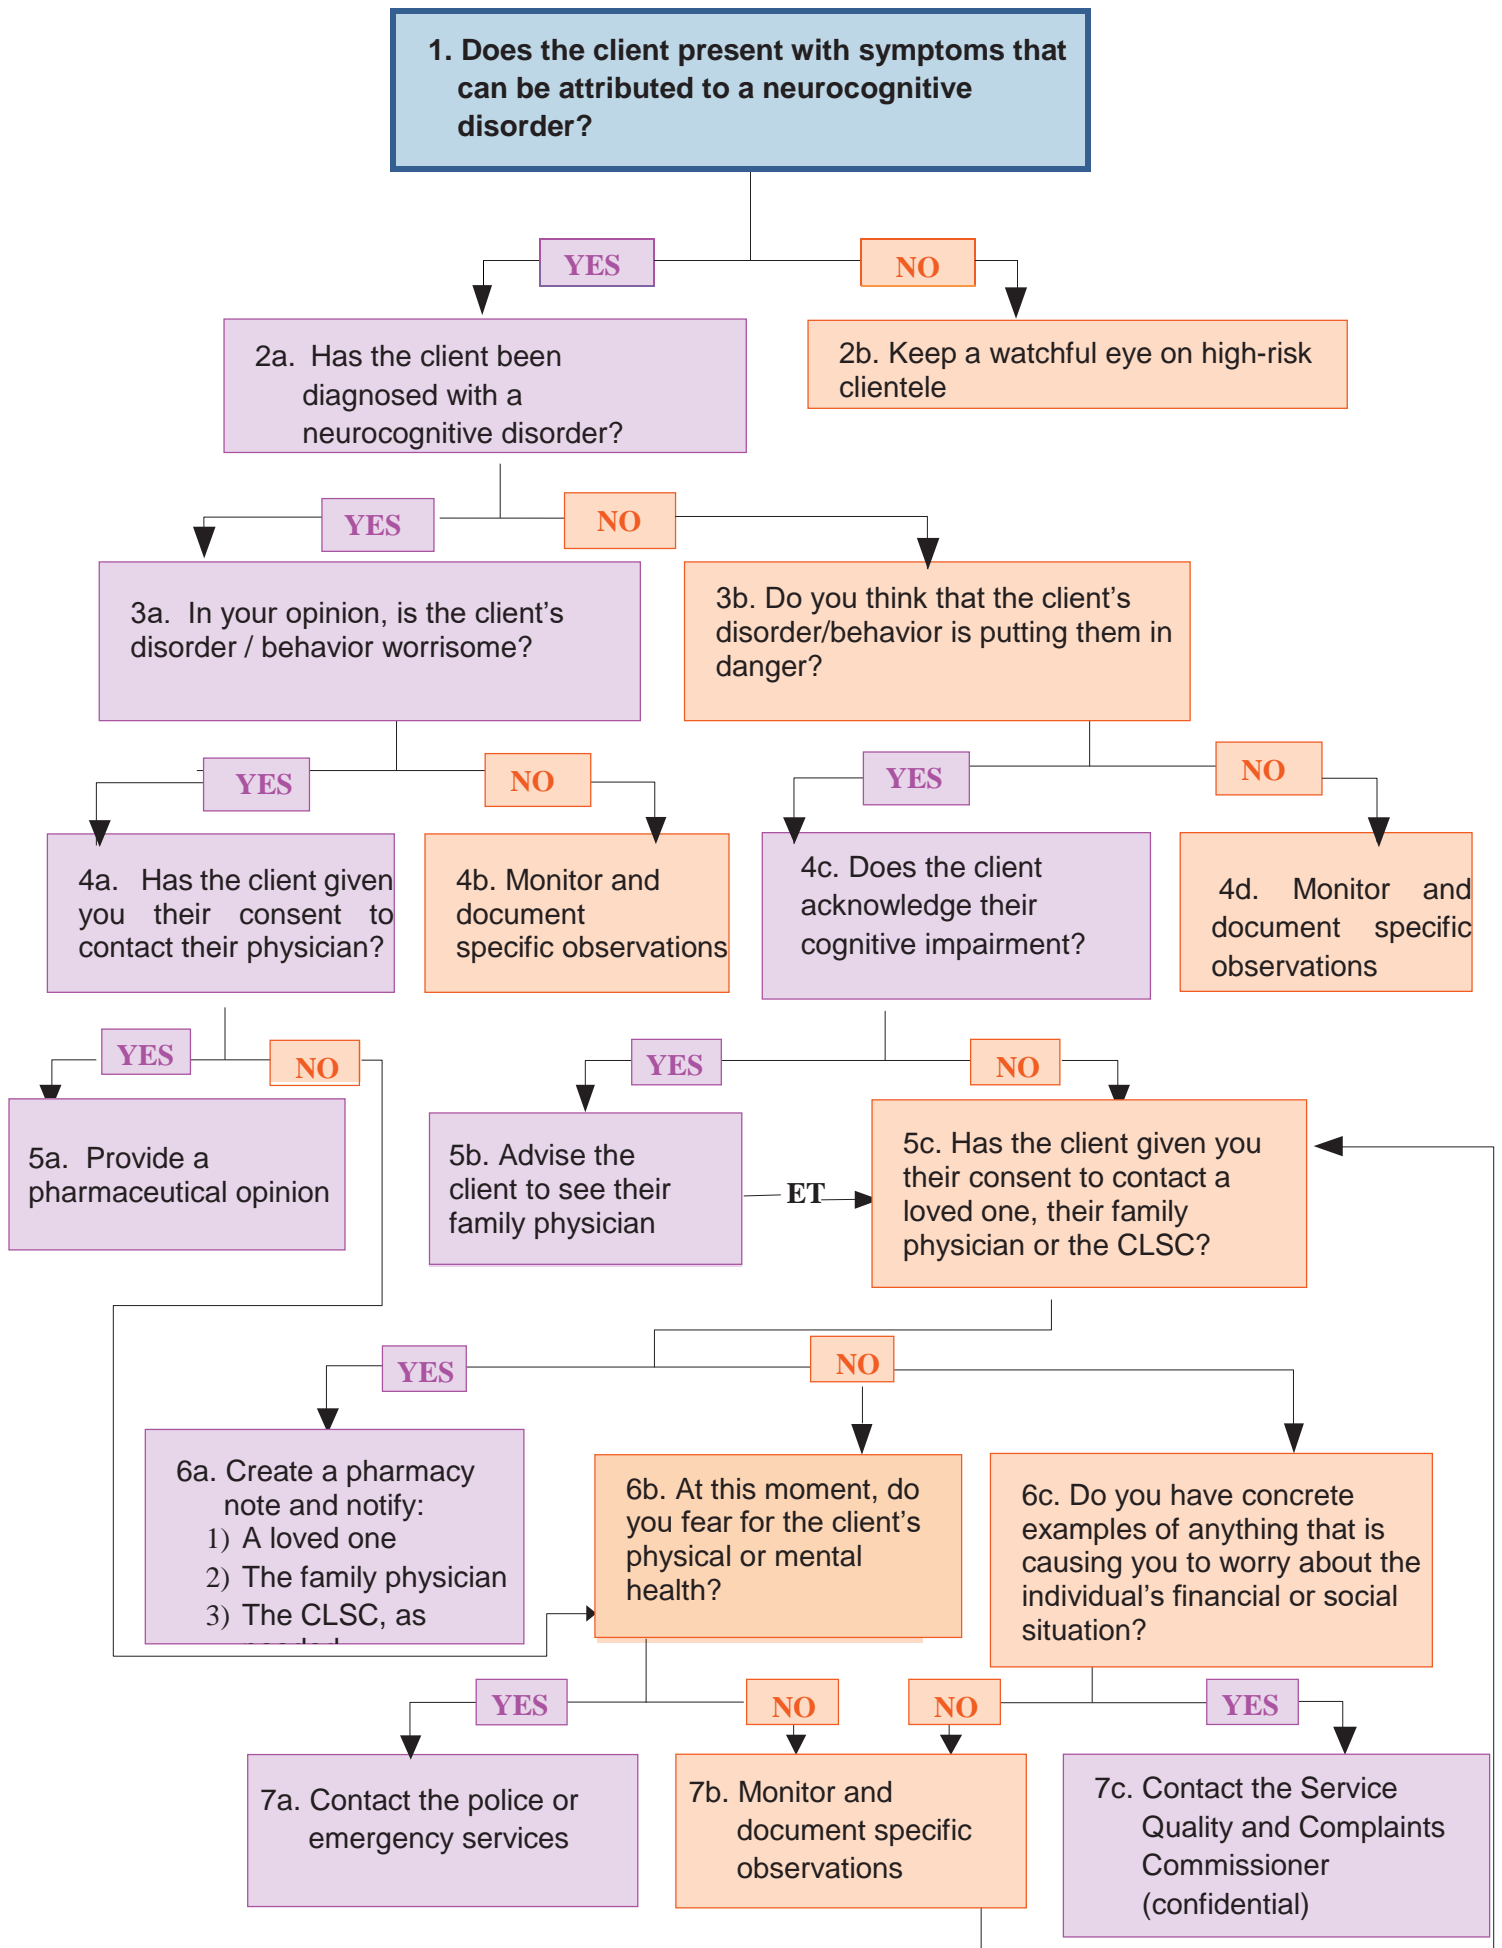 1. Does the client present with symptoms that
can be attributed to a neurocognitive
disorder?
YES
NO
2a. Has the client been
diagnosed with a
neurocognitive disorder?
2b. Keep a watchful eye on high-risk
clientele
YES
NO
3a. In your opinion, is the client’s
disorder / behavior worrisome?
3b. Do you think that the client’s
disorder/behavior is putting them in
danger?
YES
NO
YES
NO
4a. Has the client given
you their consent to
contact their physician?
4b. Monitor and
document
specific observations
4c. Does the client
acknowledge their
cognitive impairment?
4d. Monitor and
document specific
observations
YES
NO
YES
NO
5a. Provide a
pharmaceutical opinion
5b. Advise the
client to see their
family physician
ET
5c. Has the client given you
their consent to contact a
loved one, their family
physician or the CLSC?
YES
NO
6a. Create a pharmacy
note and notify:
1) A loved one
2) The family physician
3) The CLSC, as
6b. At this moment, do
you fear for the client’s
physical or mental
health?
6c. Do you have concrete
examples of anything that is
causing you to worry about the
individual’s financial or social
situation?
YES
NO
NO
YES
7a. Contact the police or
emergency services
7b. Monitor and
document specific
observations
7c. Contact the Service
Quality and Complaints
Commissioner
(confidential)